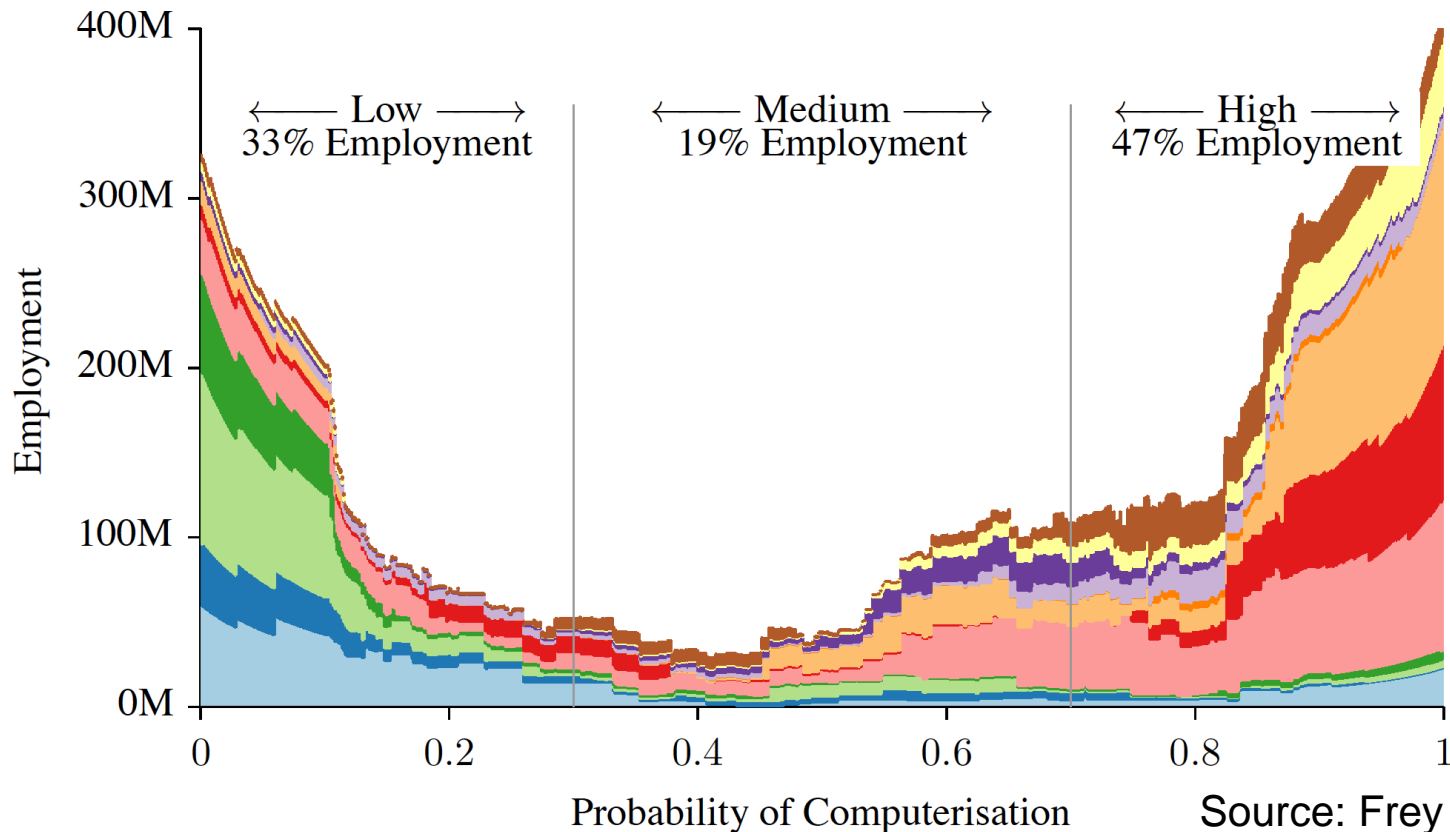 400M
300M
200M
100M
0M
Employment
←— Low —→
33% Employment
←— Medium —→
19% Employment
←— High —→
47% Employment
0 0.2 0.4 0.6 0.8 1
Probability of Computerisation
Source: Frey